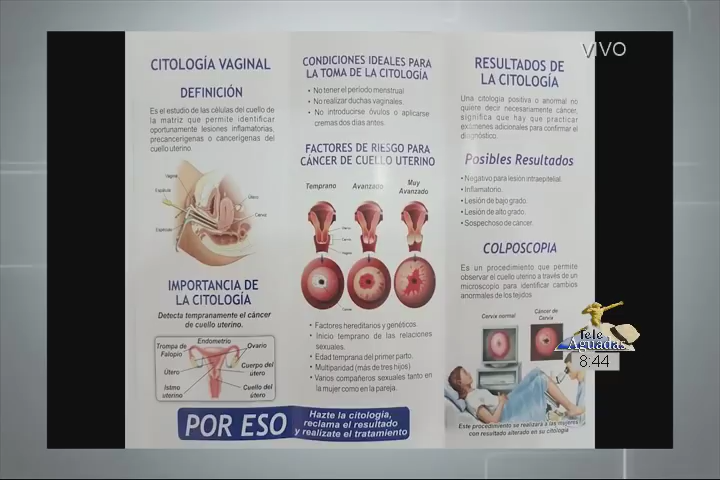 VIVO
CITOLOGÍA VAGINAL
DEFINICIÓN
Es el estudio de las células del cuello de
la matriz que permite identificar
oportunamente lesiones inflamatorias,
precancerígenas o cancerígenas del
cuello uterino.
Vagina
Espátula
Útero
Cervix
Espéculo
IMPORTANCIA DE
LA CITOLOGÍA
Detecta tempranamente el cáncer
de cuello uterino.
Endometrio
Trompa de
Falopio
Ovario
Útero
Cuerpo del
útero
Istmo
uterino
Cuello del
útero
CONDICIONES IDEALES PARA
LA TOMA DE LA CITOLOGÍA
• No tener el período menstrual
• No realizar duchas vaginales.
• No introducirse óvulos o aplicarse
cremas dos días antes.
FACTORES DE RIESGO PARA
CÁNCER DE CUELLO UTERINO
Temprano
Avanzado
Muy
Avanzado
• Factores hereditarios y genéticos.
• Inicio temprano de las relaciones
sexuales.
• Edad temprana del primer parto.
• Multiparidad (más de tres hijos)
• Varios compañeros sexuales tanto en
la mujer como en la pareja.
POR ESO
Hazte la citología,
reclama el resultado
y realízate el tratamiento
RESULTADOS DE
LA CITOLOGÍA
Una citología positiva o anormal no
quiere decir necesariamente cáncer,
significa que hay que practicar
exámenes adicionales para confirmar el
diagnóstico.
Posibles Resultados
• Negativo para lesión intraepitelial.
• Inflamatorio.
• Lesión de bajo grado.
• Lesión de alto grado.
• Sospechoso de cáncer.
COLPOSCOPIA
Es un procedimiento que permite
observar el cuello uterino a través de un
microscopio para identificar cambios
anormales de los tejidos.
Cervix normal
Cáncer de
Cervix
Este procedimiento se realizará a las mujeres
con resultado alterado en su citología
Tele
Aguadas
8:44